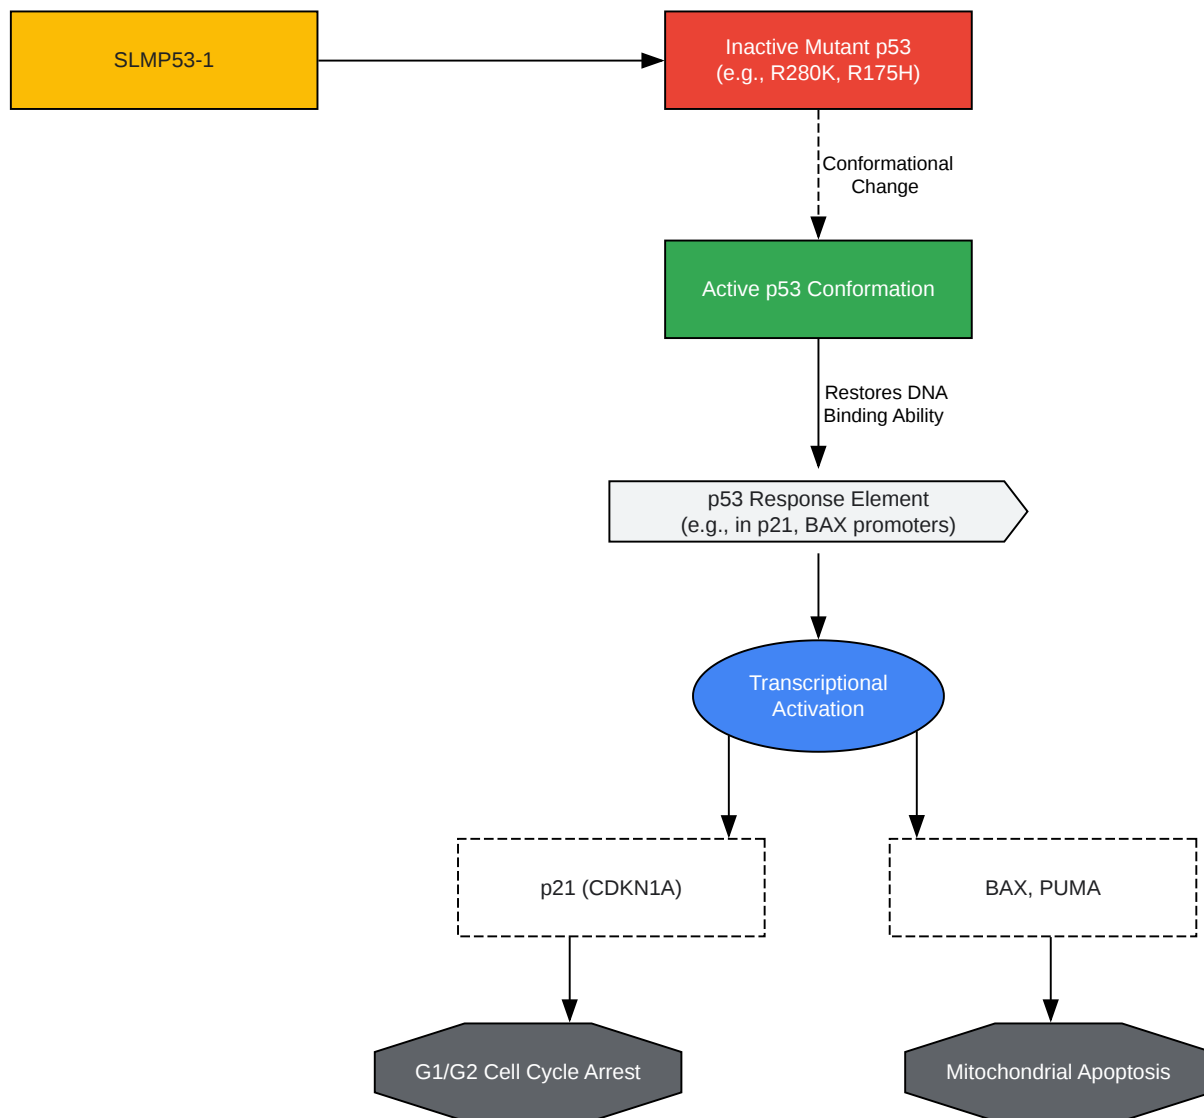 SLMP53-1
Inactive Mutant p53
(e.g., R280K, R175H)
Conformational
Change
Active p53 Conformation
Restores DNA
Binding Ability
p53 Response Element
(e.g., in p21, BAX promoters)
Transcriptional
Activation
p21 (CDKN1A)
BAX, PUMA
G1/G2 Cell Cycle Arrest
Mitochondrial Apoptosis